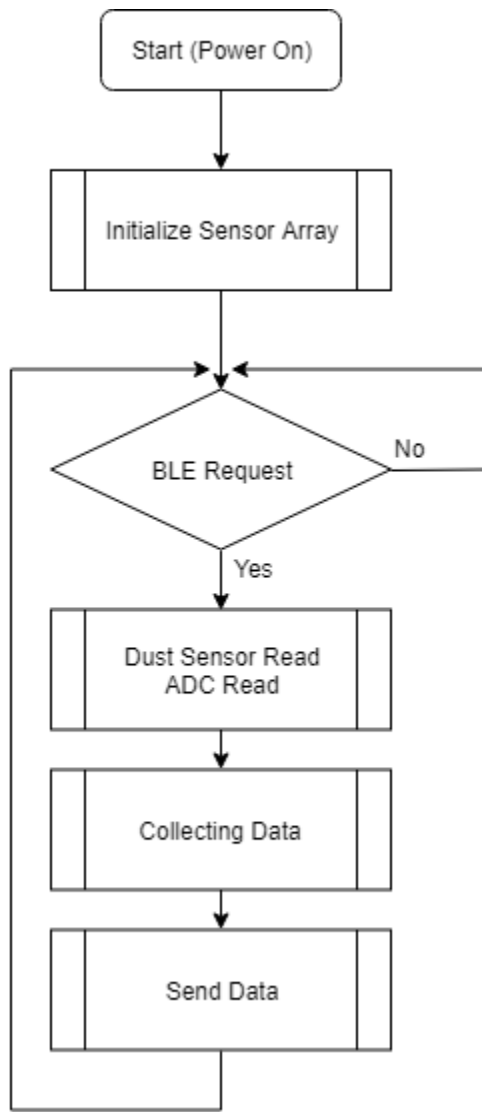 Start (Power On)
Initialize Sensor Array
BLE Request
No
Yes
Dust Sensor Read
ADC Read
Collecting Data
Send Data